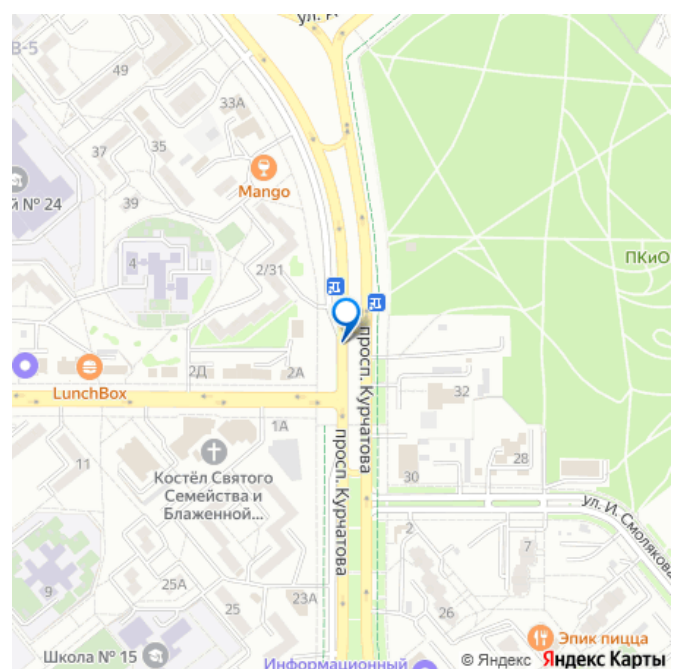 ул.
В-5
49
33А
37
35
Mango
й № 24
39
4
2/31
ПКиО
2Д
2А
LunchBox
просп. Курчатова
32
1А
просп. Курчатова
11
Костёл Святого
Семейства и
Блаженной...
30
28
ул. И. Смолякова
2
7
9
25А
25
23А
26
Эпик пицца
Школа № 15
Информационный
© Яндекс Яндекс Карты